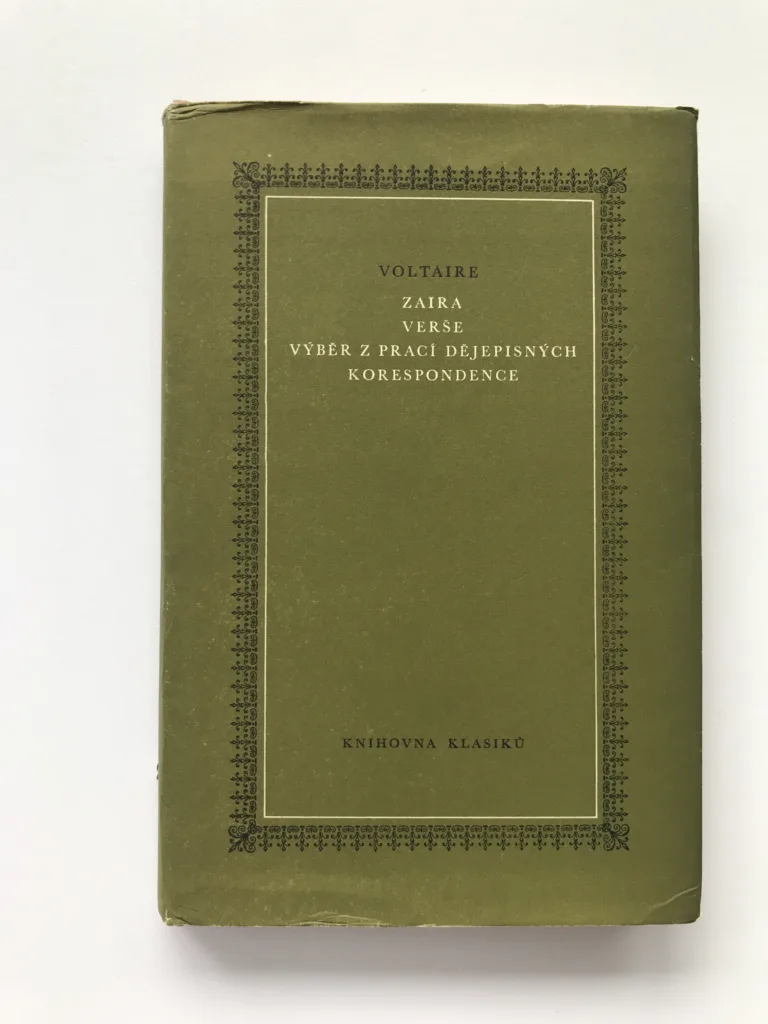 VOLTAIRE
ZAIRA
VERŠE
VÝBĚR Z PRACÍ DĚJEPISNÝCH
KORESPONDENCE
KNIHOVNA KLASIKŮ